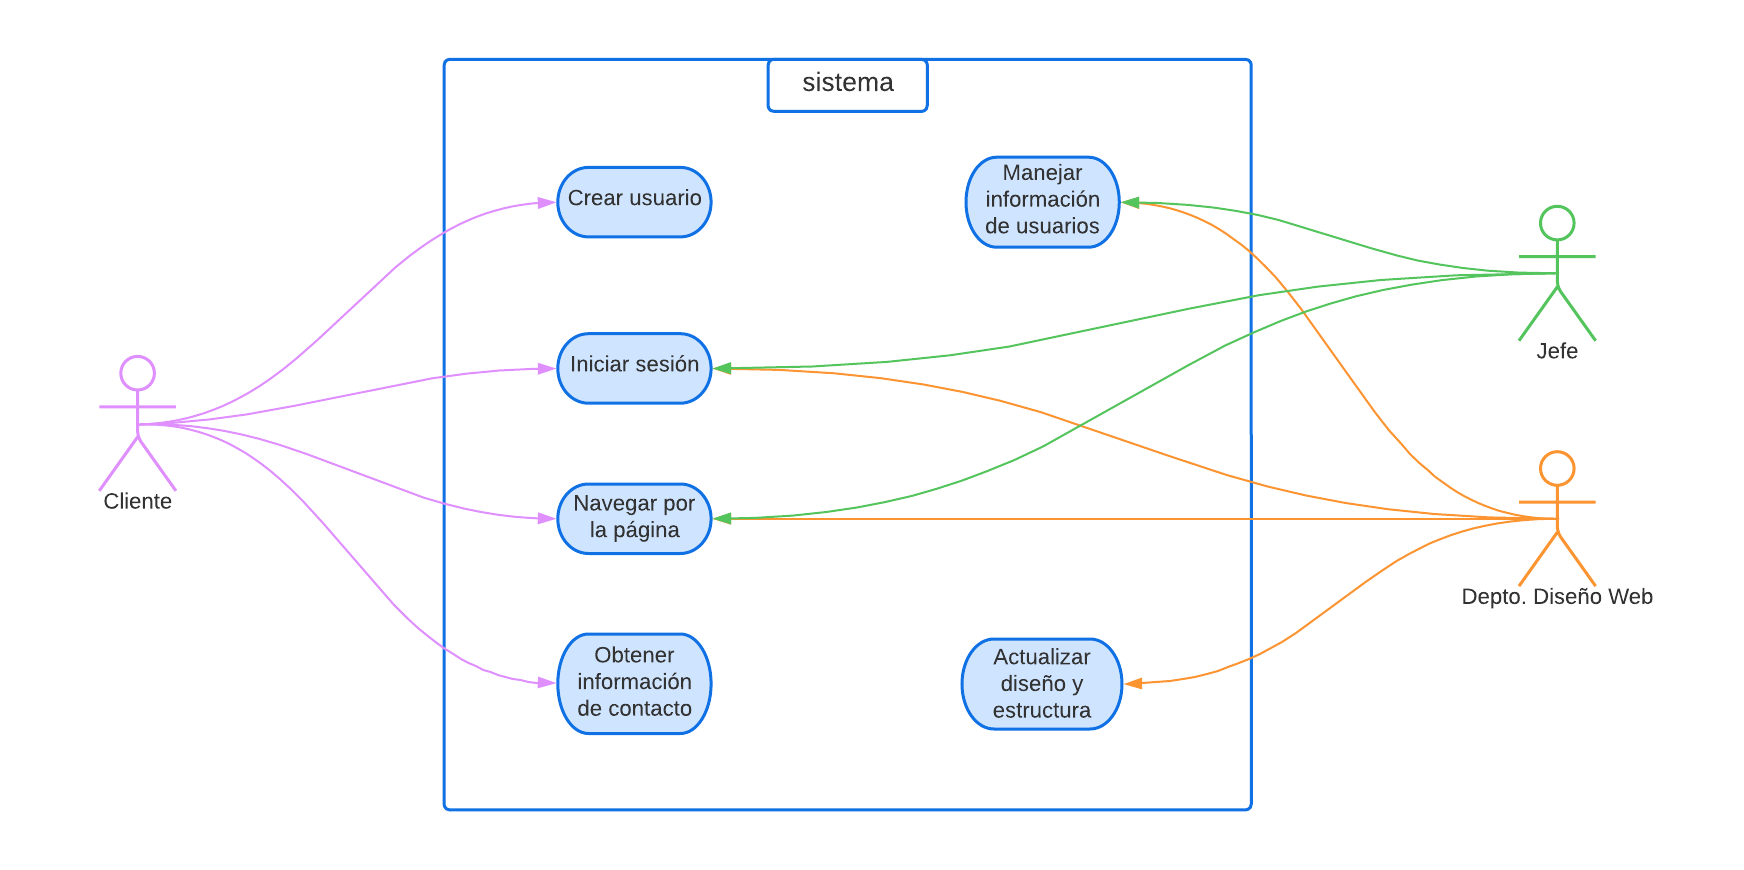 sistema
Crear usuario
Manejar
información
de usuarios
Iniciar sesión
Jefe
Cliente
Navegar por
la página
Depto. Diseño Web
Obtener
información
de contacto
Actualizar
diseño y
estructura